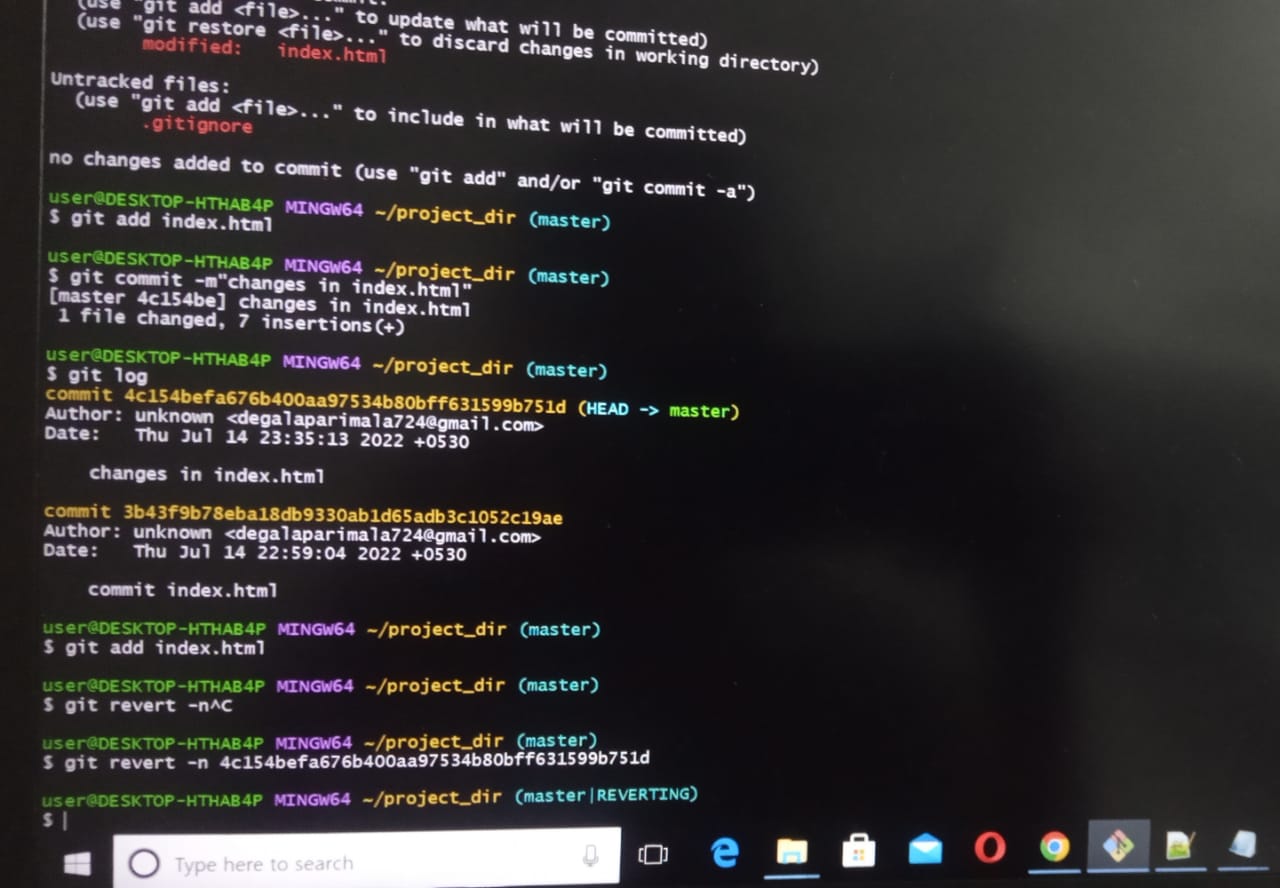 (use "git add <file>..." to update what will be committed)
(use "git restore <file>..." to discard changes in working directory)
modified: index.html
Untracked files:
(use "git add <file>..." to include in what will be committed)
.gitignore
no changes added to commit (use "git add" and/or "git commit -a")
user@DESKTOP-HTHAB4P MINGW64 ~/project_dir (master)
$ git add index.html
user@DESKTOP-HTHAB4P MINGW64 ~/project_dir (master)
$ git commit -m"changes in index.html"
[master 4c154be] changes in index.html
1 file changed, 7 insertions(+)
user@DESKTOP-HTHAB4P MINGW64 ~/project_dir (master)
$ git log
commit 4c154befa676b400aa97534b80bff631599b751d (HEAD -> master)
Author: unknown <degalaparimala724@gmail.com>
Date: Thu Jul 14 23:35:13 2022 +0530
changes in index.html
commit 3b43f9b78eba18db9330ab1d65adb3c1052c19ae
Author: unknown <degalaparimala724@gmail.com>
Date: Thu Jul 14 22:59:04 2022 +0530
commit index.html
user@DESKTOP-HTHAB4P MINGW64 ~/project_dir (master)
$ git add index.html
user@DESKTOP-HTHAB4P MINGW64 ~/project_dir (master)
$ git revert -n^C
user@DESKTOP-HTHAB4P MINGW64 ~/project_dir (master)
$ git revert -n 4c154befa676b400aa97534b80bff631599b751d
user@DESKTOP-HTHAB4P MINGW64 ~/project_dir (master|REVERTING)
$
Type here to search